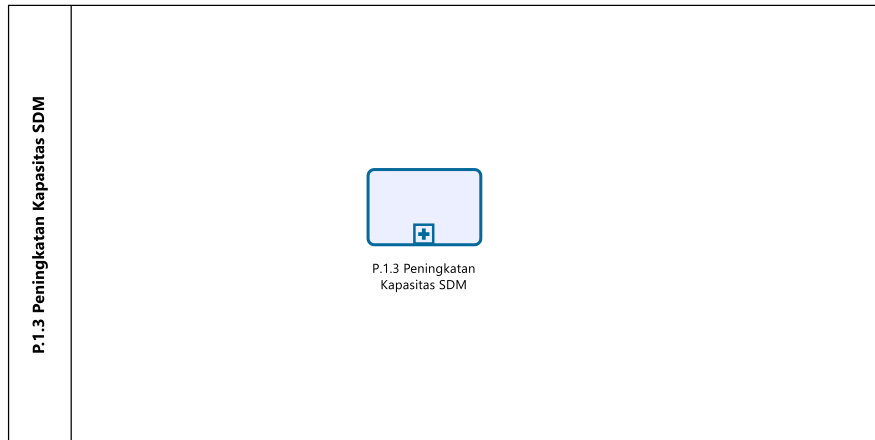 P.1.3 Peningkatan Kapasitas SDM
P.1.3 Peningkatan
Kapasitas SDM